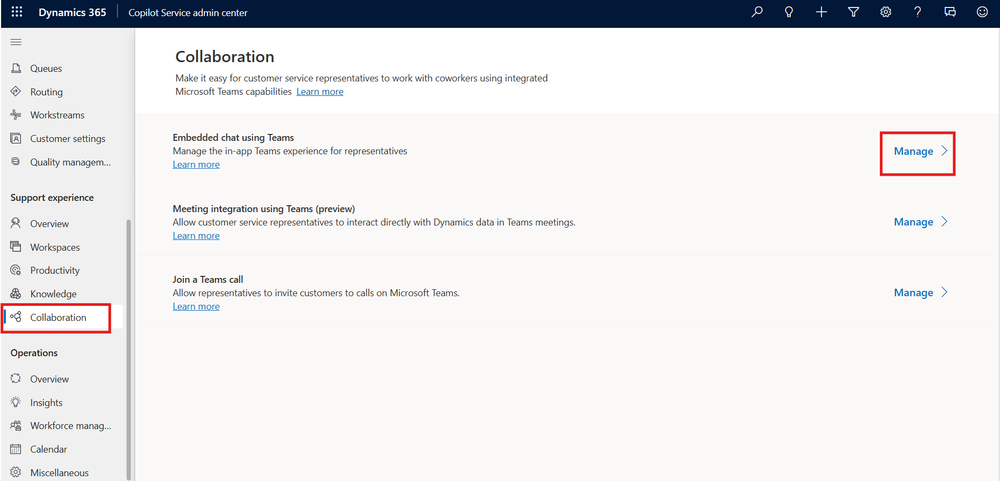 Dynamics 365
Copilot Service admin center
Queues
Routing
Workstreams
Customer settings
Quality managem...
Support experience
Overview
Workspaces
Productivity
Knowledge
Collaboration
Operations
Overview
Insights
Workforce manag...
Calendar
Miscellaneous
Collaboration
Make it easy for customer service representatives to work with coworkers using integrated
Microsoft Teams capabilities Learn more
Embedded chat using Teams
Manage the in-app Teams experience for representatives
Learn more
Manage
Meeting integration using Teams (preview)
Allow customer service representatives to interact directly with Dynamics data in Teams meetings.
Learn more
Manage
Join a Teams call
Allow representatives to invite customers to calls on Microsoft Teams.
Learn more
Manage